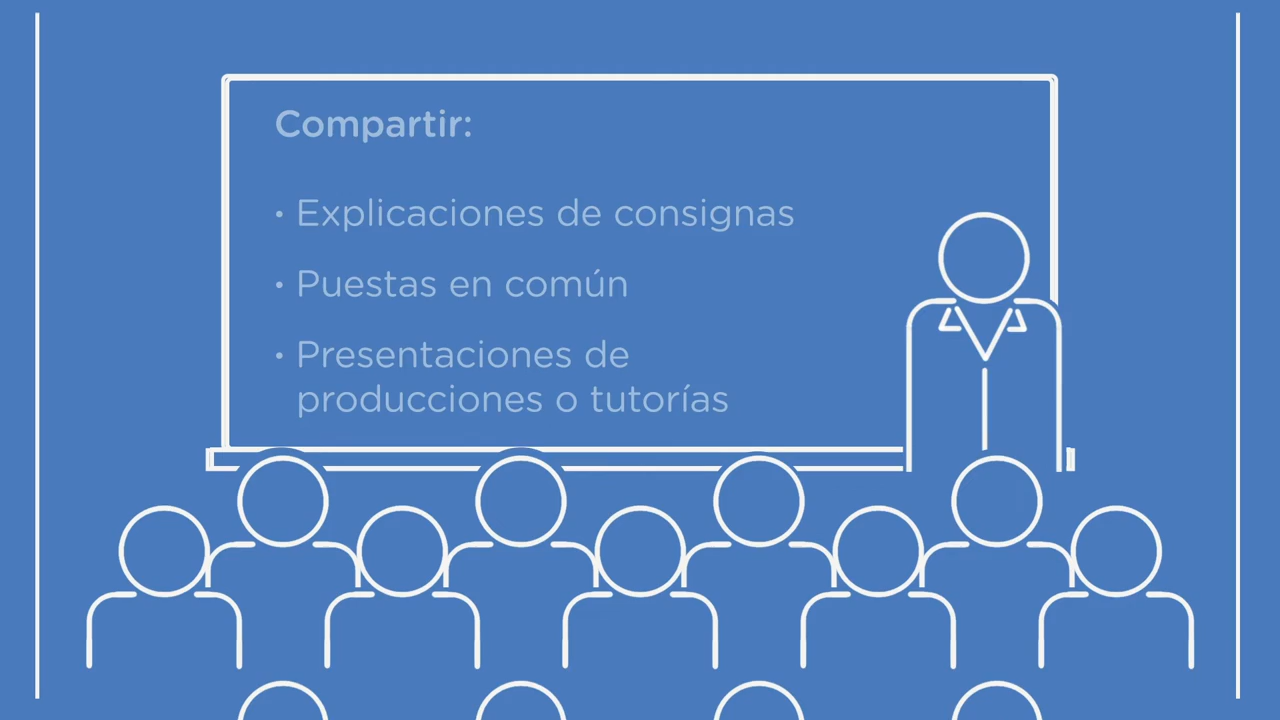 Compartir:
• Explicaciones de consignas
• Puestas en común
• Presentaciones de
producciones o tutorías